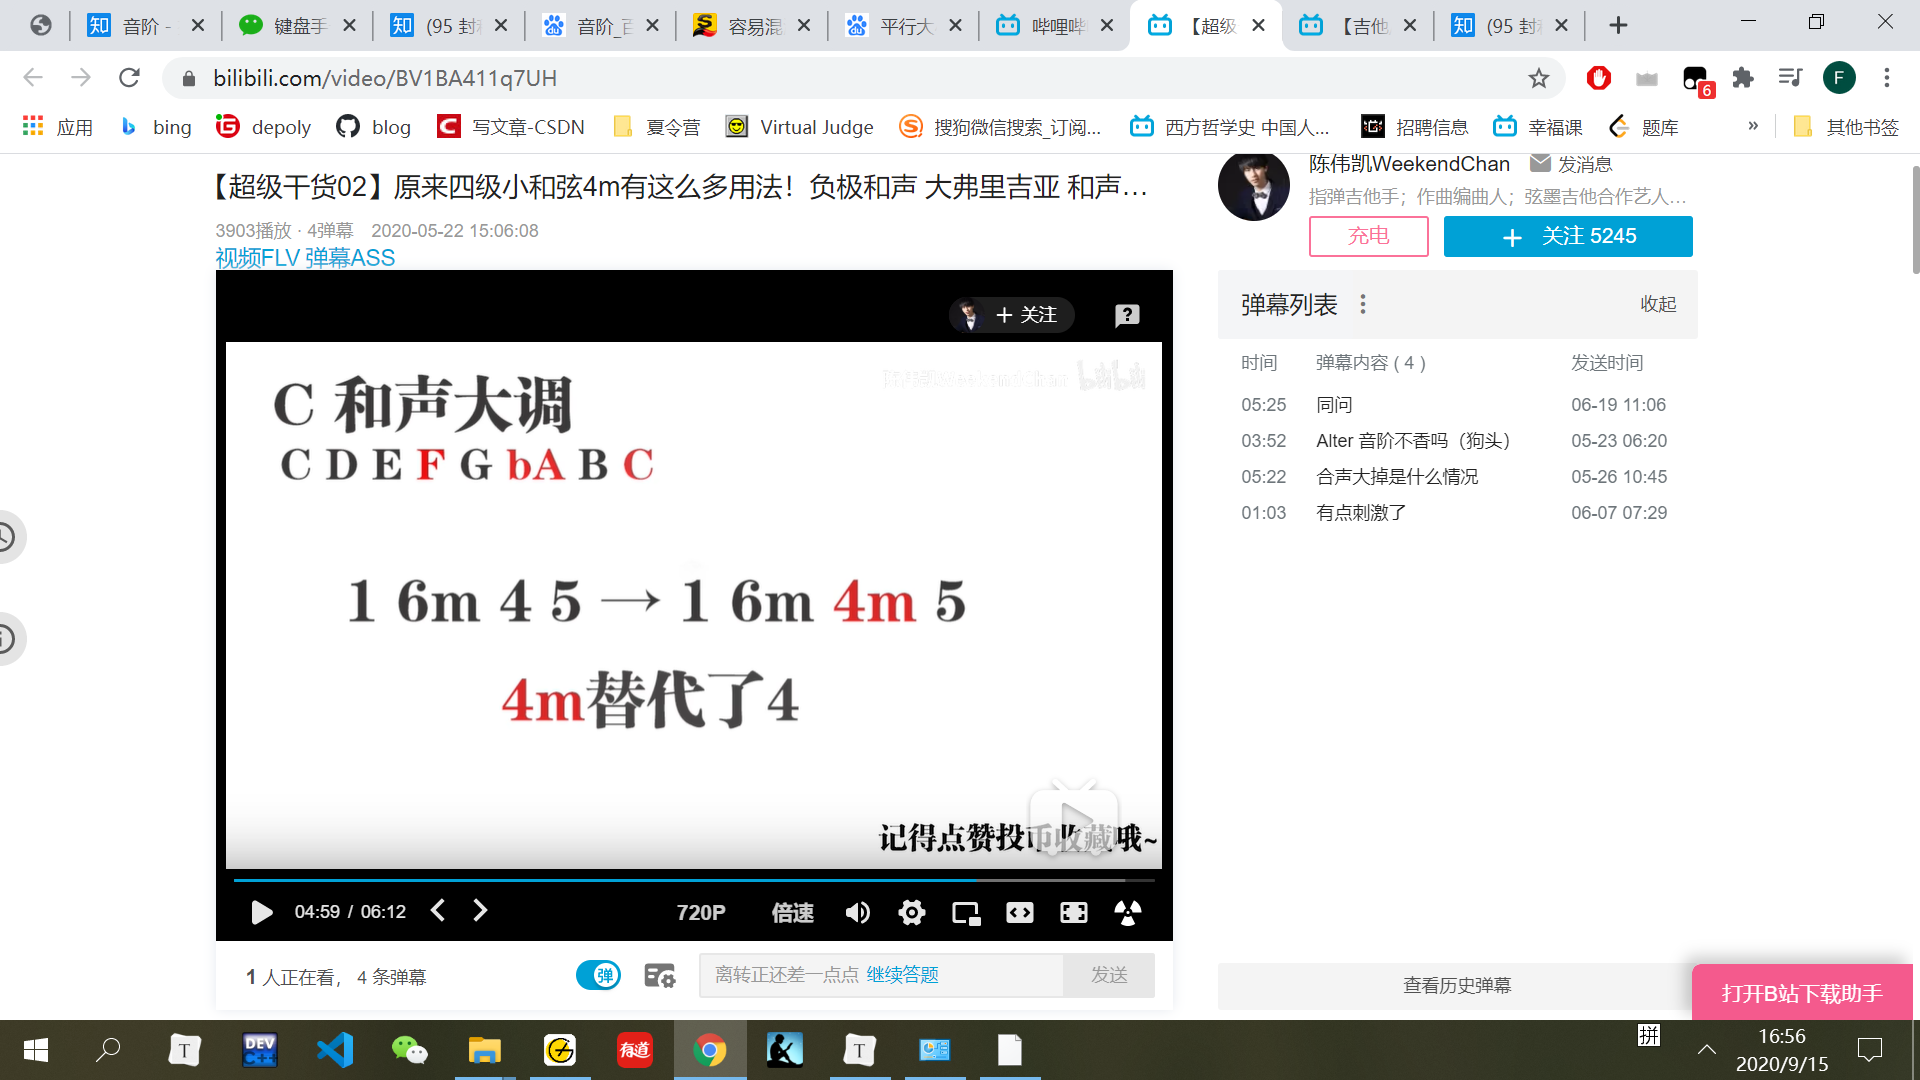 音阶 -
键盘手
(95 封
音阶_百
容易混
平行大
哔哩哔
【超级
【吉他
(95 封
bilibili.com/video/BV1BA411q7UH
6
F
应用
bing
depoly
blog
写文章-CSDN
夏令营
Virtual Judge
搜狗微信搜索_订阅...
西方哲学史 中国人...
招聘信息
幸福课
题库
»
其他书签
【超级干货02】原来四级小和弦4m有这么多用法！负极和声 大弗里吉亚 和声...
3903播放 · 4弹幕 2020-05-22 15:06:08
视频FLV 弹幕ASS
陈伟凯WeekendChan 发消息
指弹吉他手；作曲编曲人；弦墨吉他合作艺人...
充电
+ 关注 5245
+ 关注
C 和声大调
C D E F G bA B C
1 6m 4 5 → 1 6m 4m 5
4m替代了4
bilibili
记得点赞投币收藏哦~
04:59 / 06:12
720P
倍速
1 人正在看， 4 条弹幕
弹
离转正还差一点点 继续答题
发送
弹幕列表
收起
时间 弹幕内容 ( 4 ) 发送时间
05:25 同问 06-19 11:06
03:52 Alter 音阶不香吗（狗头） 05-23 06:20
05:22 合声大掉是什么情况 05-26 10:45
01:03 有点刺激了 06-07 07:29
查看历史弹幕
打开B站下载助手
T
DEV C++
有道
T
拼
16:56
2020/9/15